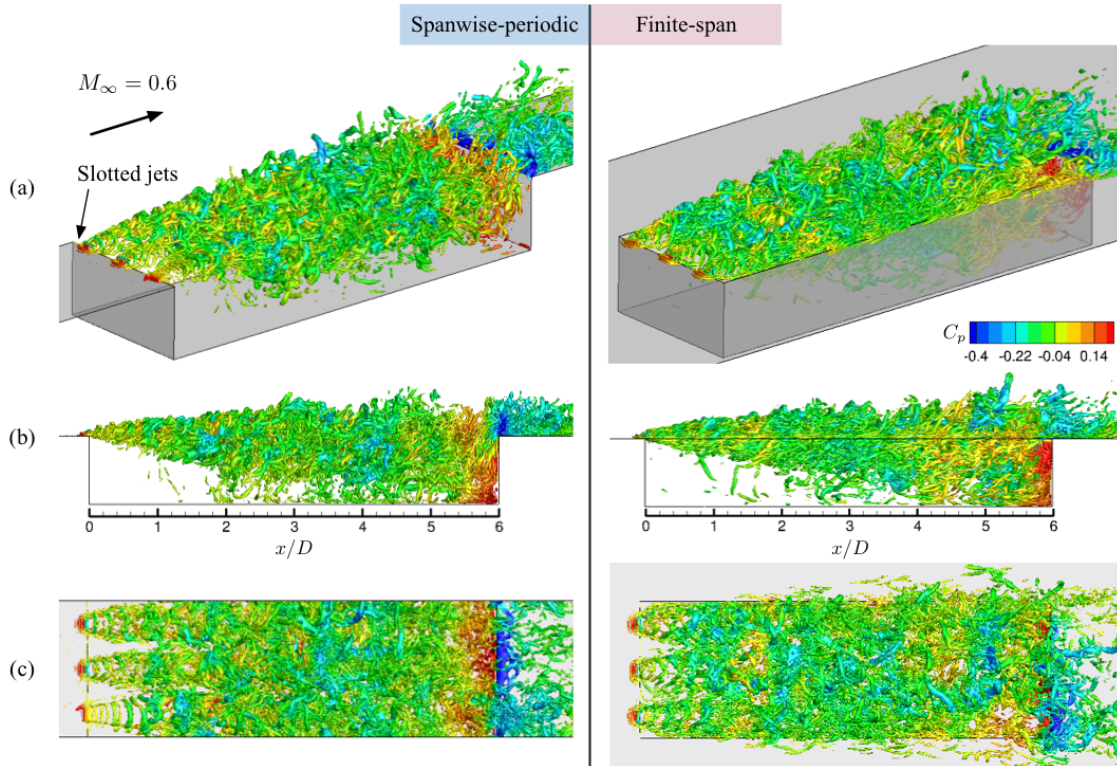 Spanwise-periodic Finite-span
M∞ = 0.6
Slotted jets
(a)
Cp
-0.4 -0.22 -0.04 0.14
(b)
0 1 2 3 4 5 6
x/D
0 1 2 3 4 5 6
x/D
(c)